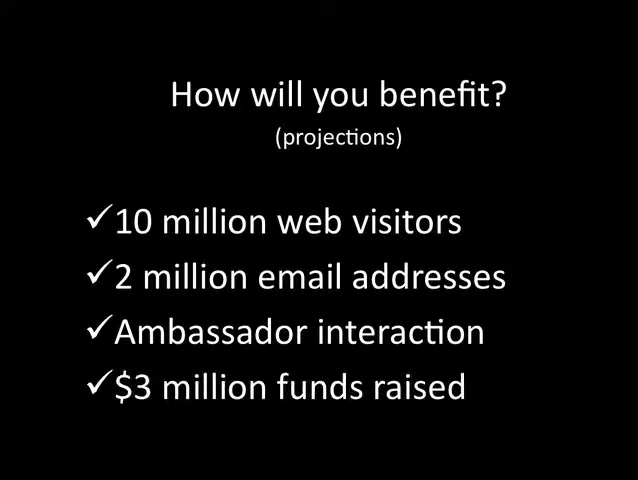 How will you benefit?
(projections)
✓10 million web visitors
✓2 million email addresses
✓Ambassador interaction
✓$3 million funds raised